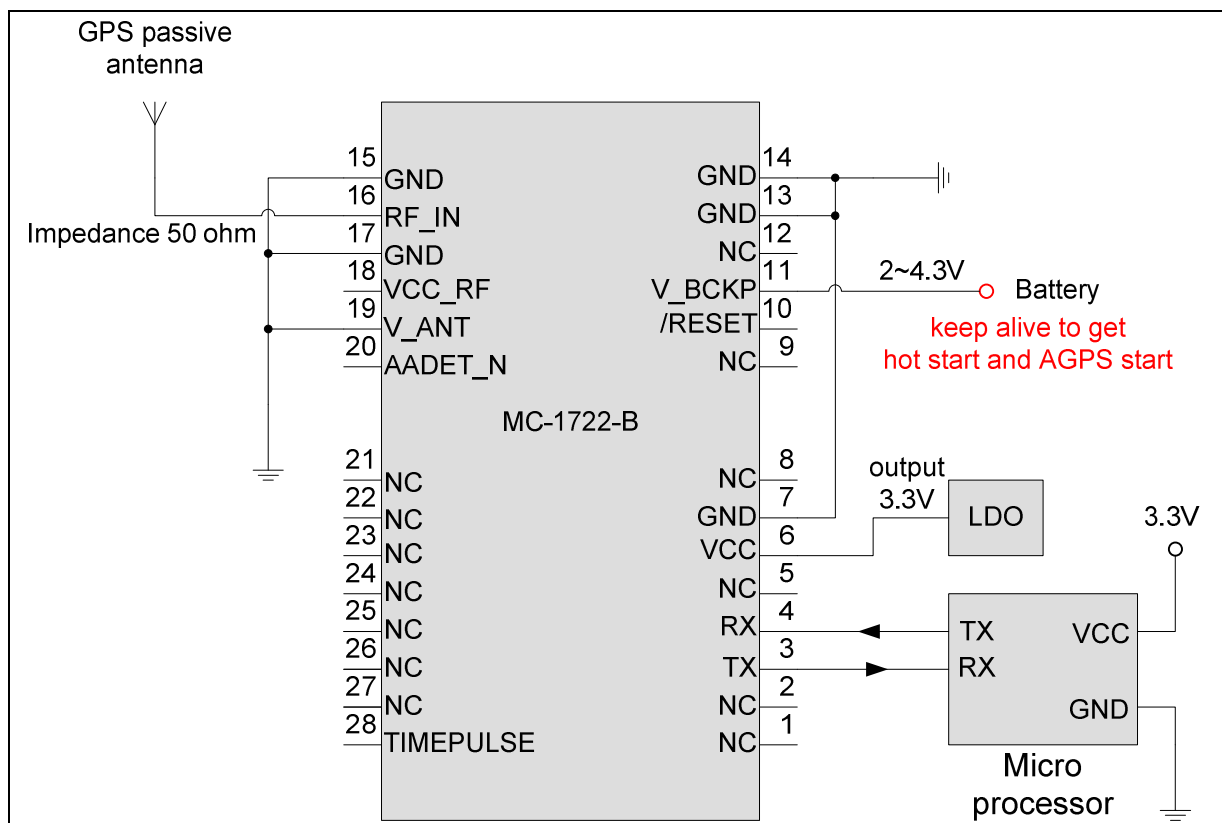 GPS passive
antenna
Impedance 50 ohm
15
GND
16
RF_IN
17
GND
18
VCC_RF
19
V_ANT
20
AADET_N
MC-1722-B
21
NC
22
NC
23
NC
24
NC
25
NC
26
NC
27
NC
28
TIMEPULSE
14
GND
13
GND
12
NC
11
V_BCKP
10
/RESET
9
NC
8
NC
7
GND
6
VCC
5
NC
4
RX
3
TX
2
NC
1
NC
2~4.3V
Battery
keep alive to get
hot start and AGPS start
output
3.3V
LDO
3.3V
TX
VCC
RX
GND
Micro
processor